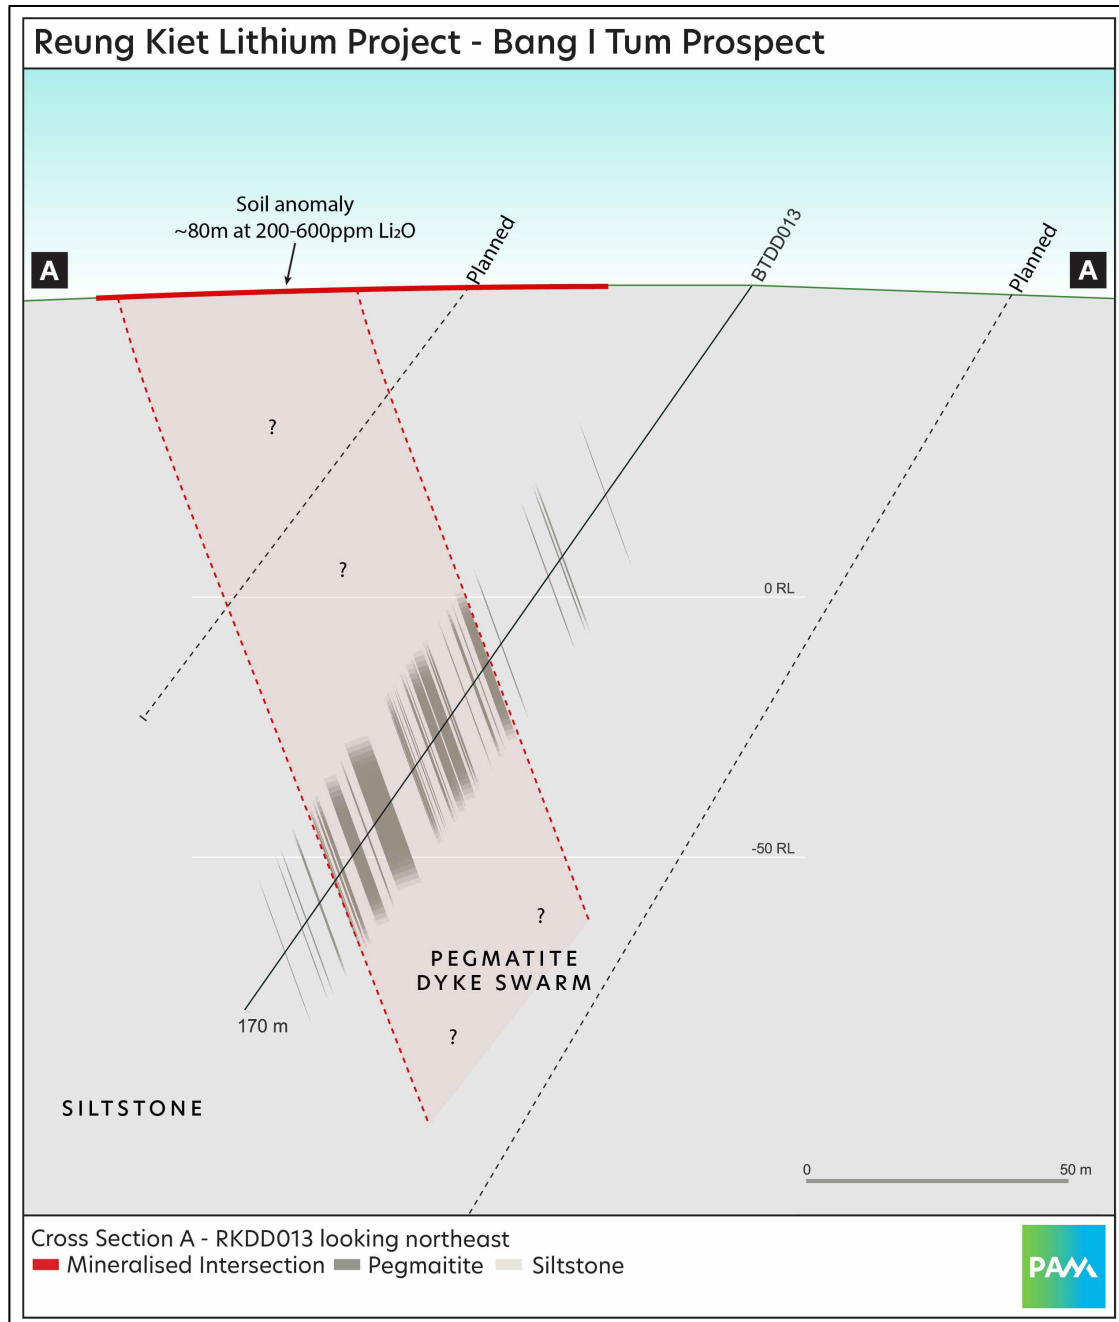 Reung Kiet Lithium Project - Bang I Tum Prospect
Soil anomaly
~80m at 200-600ppm Li₂O
Planned
BTDD013
Planned
A
A
?
?
0 RL
-50 RL
?
PEGMATITE
DYKE SWARM
?
170 m
SILTSTONE
0
50 m
Cross Section A - RKDD013 looking northeast
Mineralised Intersection
Pegmaitite
Siltstone
PAM